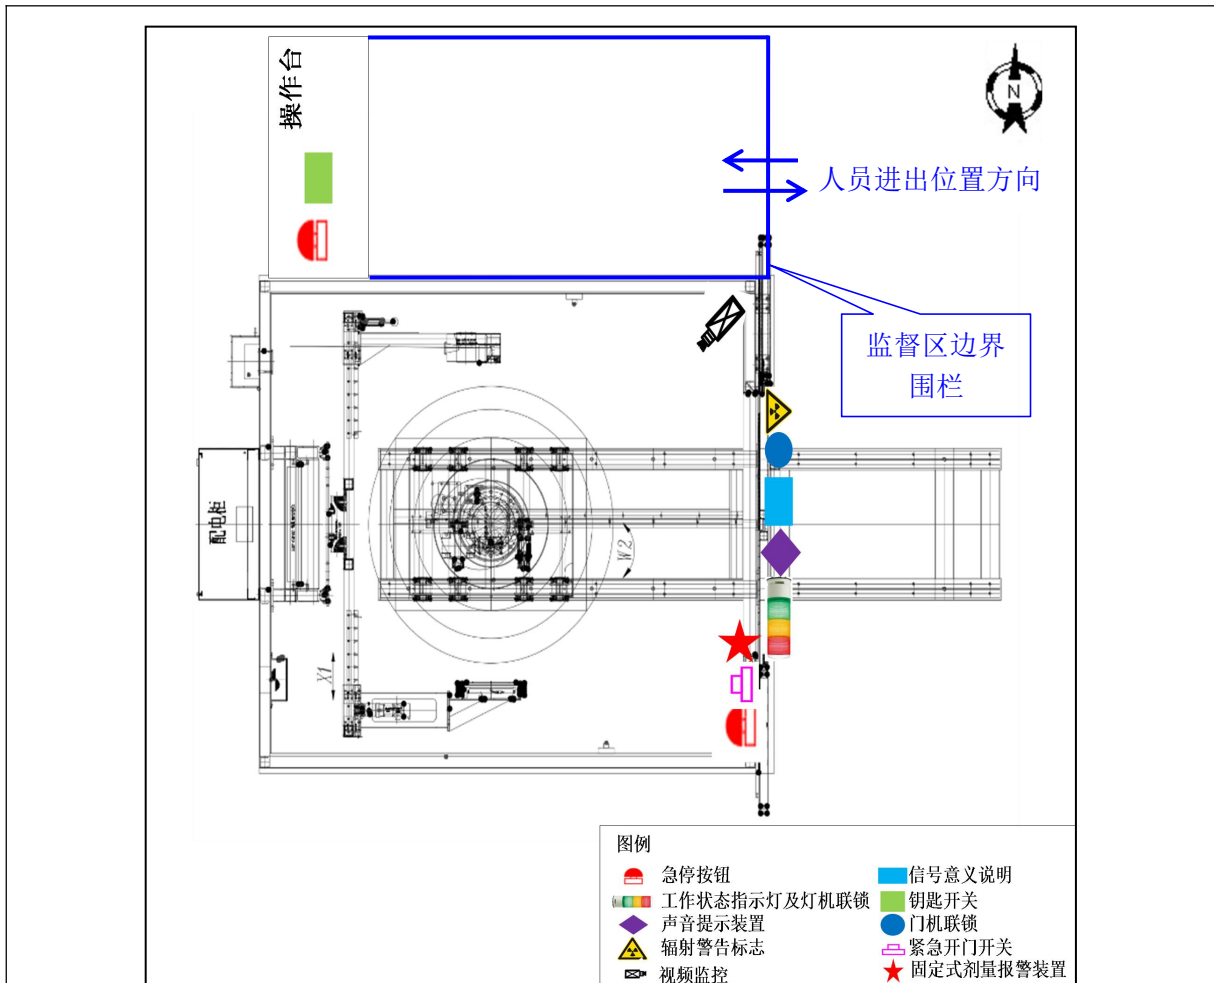 操作台
N
人员进出位置方向
监督区边界
围栏
配电柜
W2
X1
图例
急停按钮
信号意义说明
工作状态指示灯及灯机联锁
钥匙开关
声音提示装置
门机联锁
辐射警告标志
紧急开门开关
视频监控
固定式剂量报警装置